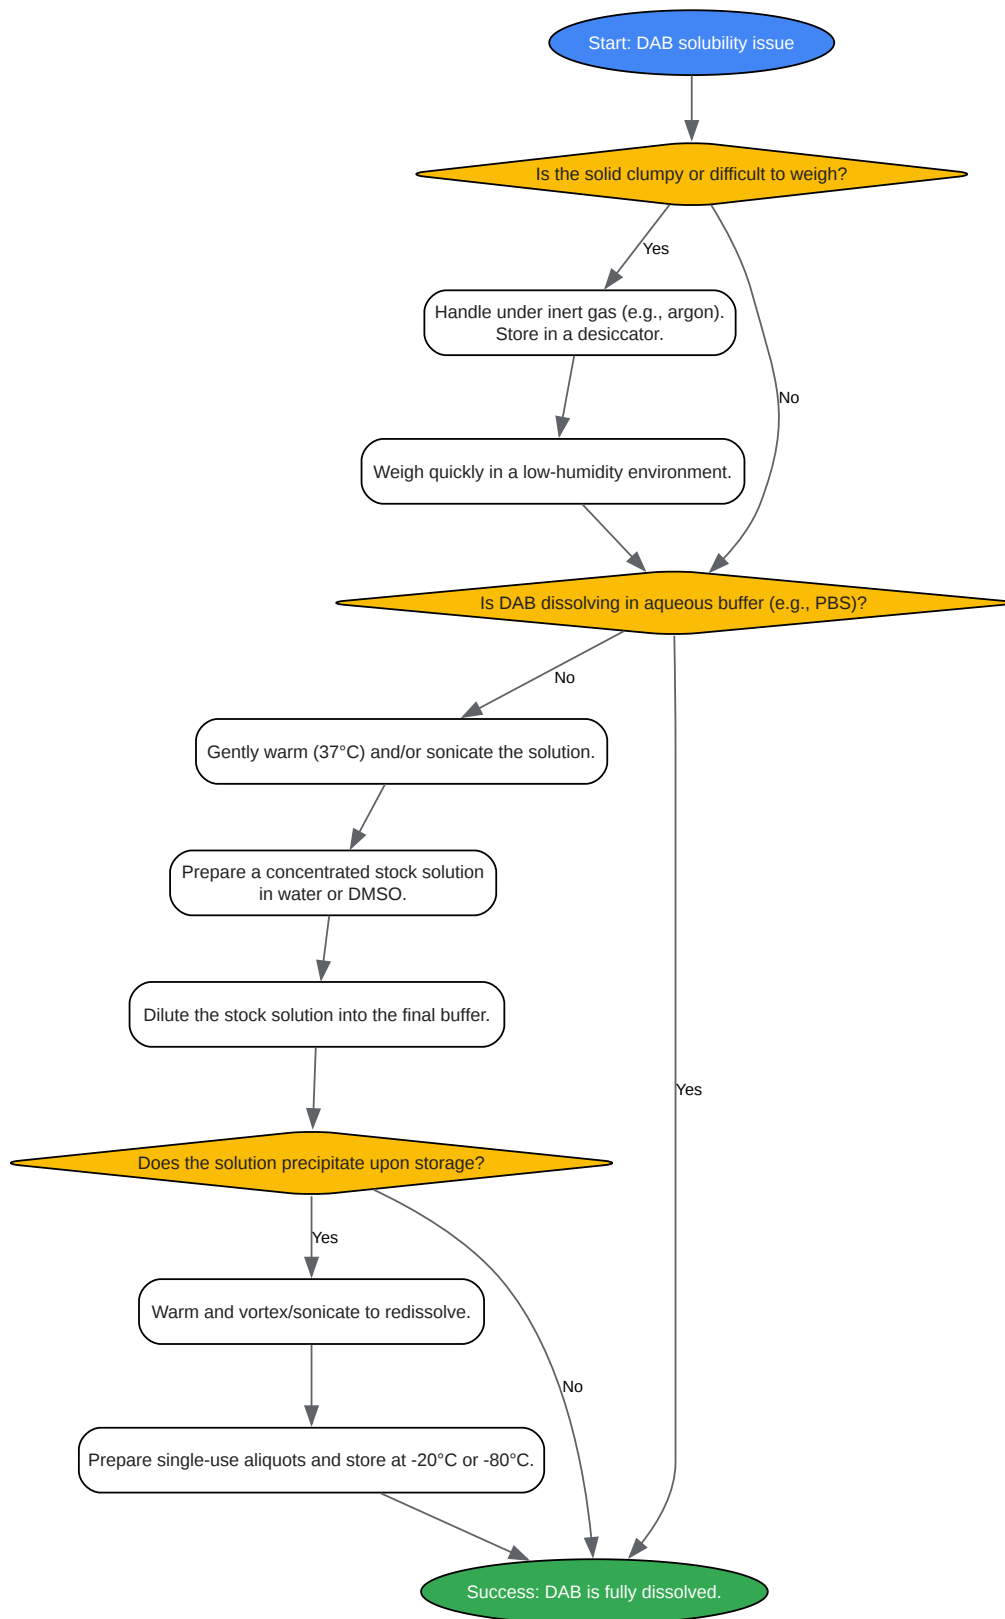 Start: DAB solubility issue
Is the solid clumpy or difficult to weigh?
Yes
Handle under inert gas (e.g., argon).
Store in a desiccator.
No
Weigh quickly in a low-humidity environment.
Is DAB dissolving in aqueous buffer (e.g., PBS)?
No
Gently warm (37°C) and/or sonicate the solution.
Prepare a concentrated stock solution
in water or DMSO.
Dilute the stock solution into the final buffer.
Yes
Does the solution precipitate upon storage?
Yes
Warm and vortex/sonicate to redissolve.
No
Prepare single-use aliquots and store at -20°C or -80°C.
Success: DAB is fully dissolved.